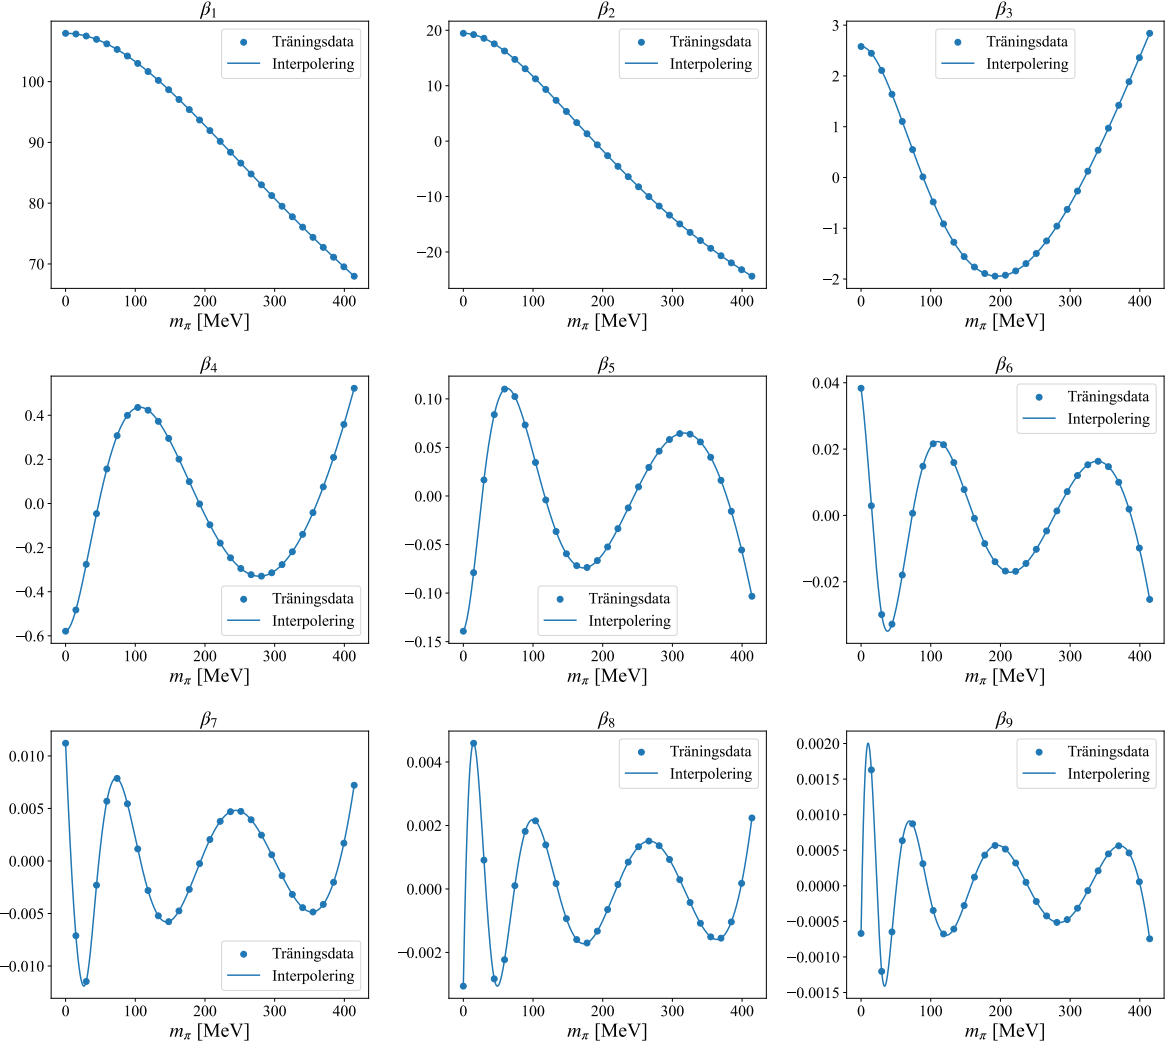 β1
100
90
80
70
0 100 200 300 400
mπ [MeV]
Träningsdata
Interpolering
β2
20
10
0
−10
−20
0 100 200 300 400
mπ [MeV]
Träningsdata
Interpolering
β3
3
2
1
0
−1
−2
0 100 200 300 400
mπ [MeV]
Träningsdata
Interpolering
β4
0.4
0.2
0.0
−0.2
−0.4
−0.6
0 100 200 300 400
mπ [MeV]
Träningsdata
Interpolering
β5
0.10
0.05
0.00
−0.05
−0.10
−0.15
0 100 200 300 400
mπ [MeV]
Träningsdata
Interpolering
β6
0.04
0.02
0.00
−0.02
0 100 200 300 400
mπ [MeV]
Träningsdata
Interpolering
β7
0.010
0.005
0.000
−0.005
−0.010
0 100 200 300 400
mπ [MeV]
Träningsdata
Interpolering
β8
0.004
0.002
0.000
−0.002
0 100 200 300 400
mπ [MeV]
Träningsdata
Interpolering
β9
0.0020
0.0015
0.0010
0.0005
0.0000
−0.0005
−0.0010
−0.0015
0 100 200 300 400
mπ [MeV]
Träningsdata
Interpolering